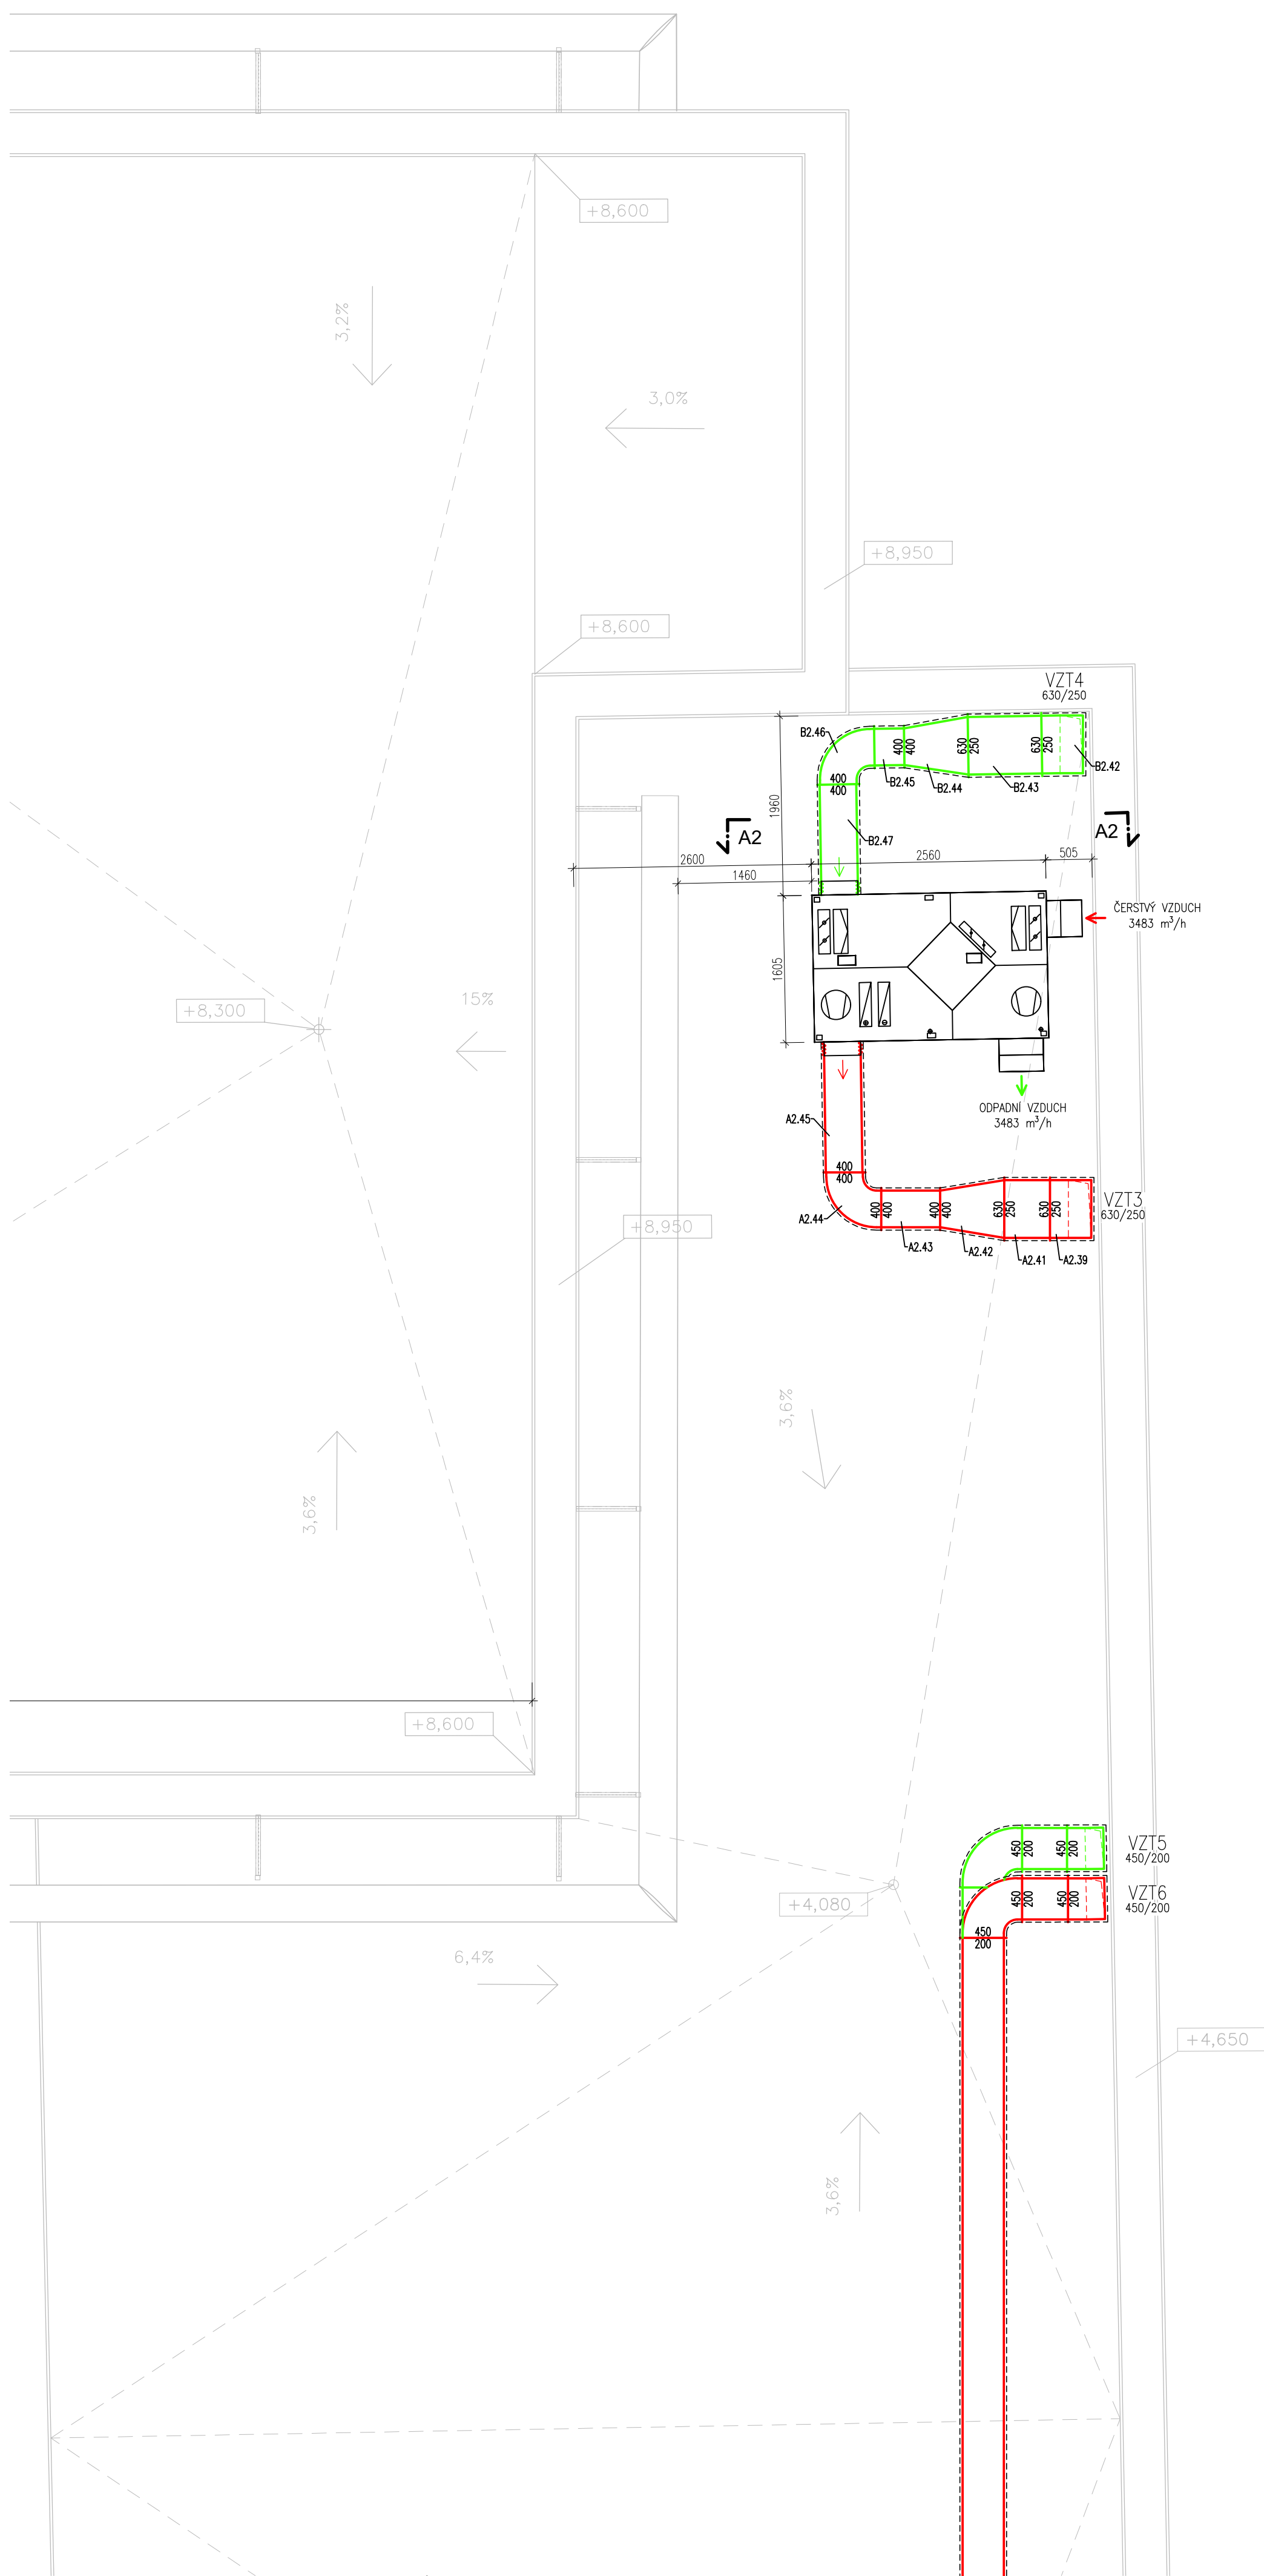 +8,600
3,2%
3,0%
+8,950
+8,600
VZT4
630/250
B2.46
400
400
630
250
630
250
B2.42
B2.45
B2.44
B2.43
400
400
1960
A2
A2
B2.47
2600
2560
505
1460
ČERSTVÝ VZDUCH
3483 m³/h
1605
15%
+8,300
ODPADNÍ VZDUCH
3483 m³/h
A2.45
400
400
VZT3
630/250
400
400
400
400
630
250
630
250
A2.44
+8,950
A2.43
A2.42
A2.41
A2.39
3,6%
3,6%
+8,600
VZT5
450/200
450
200
450
200
VZT6
450/200
450
200
450
200
+4,080
450
200
6,4%
+4,650
3,6%